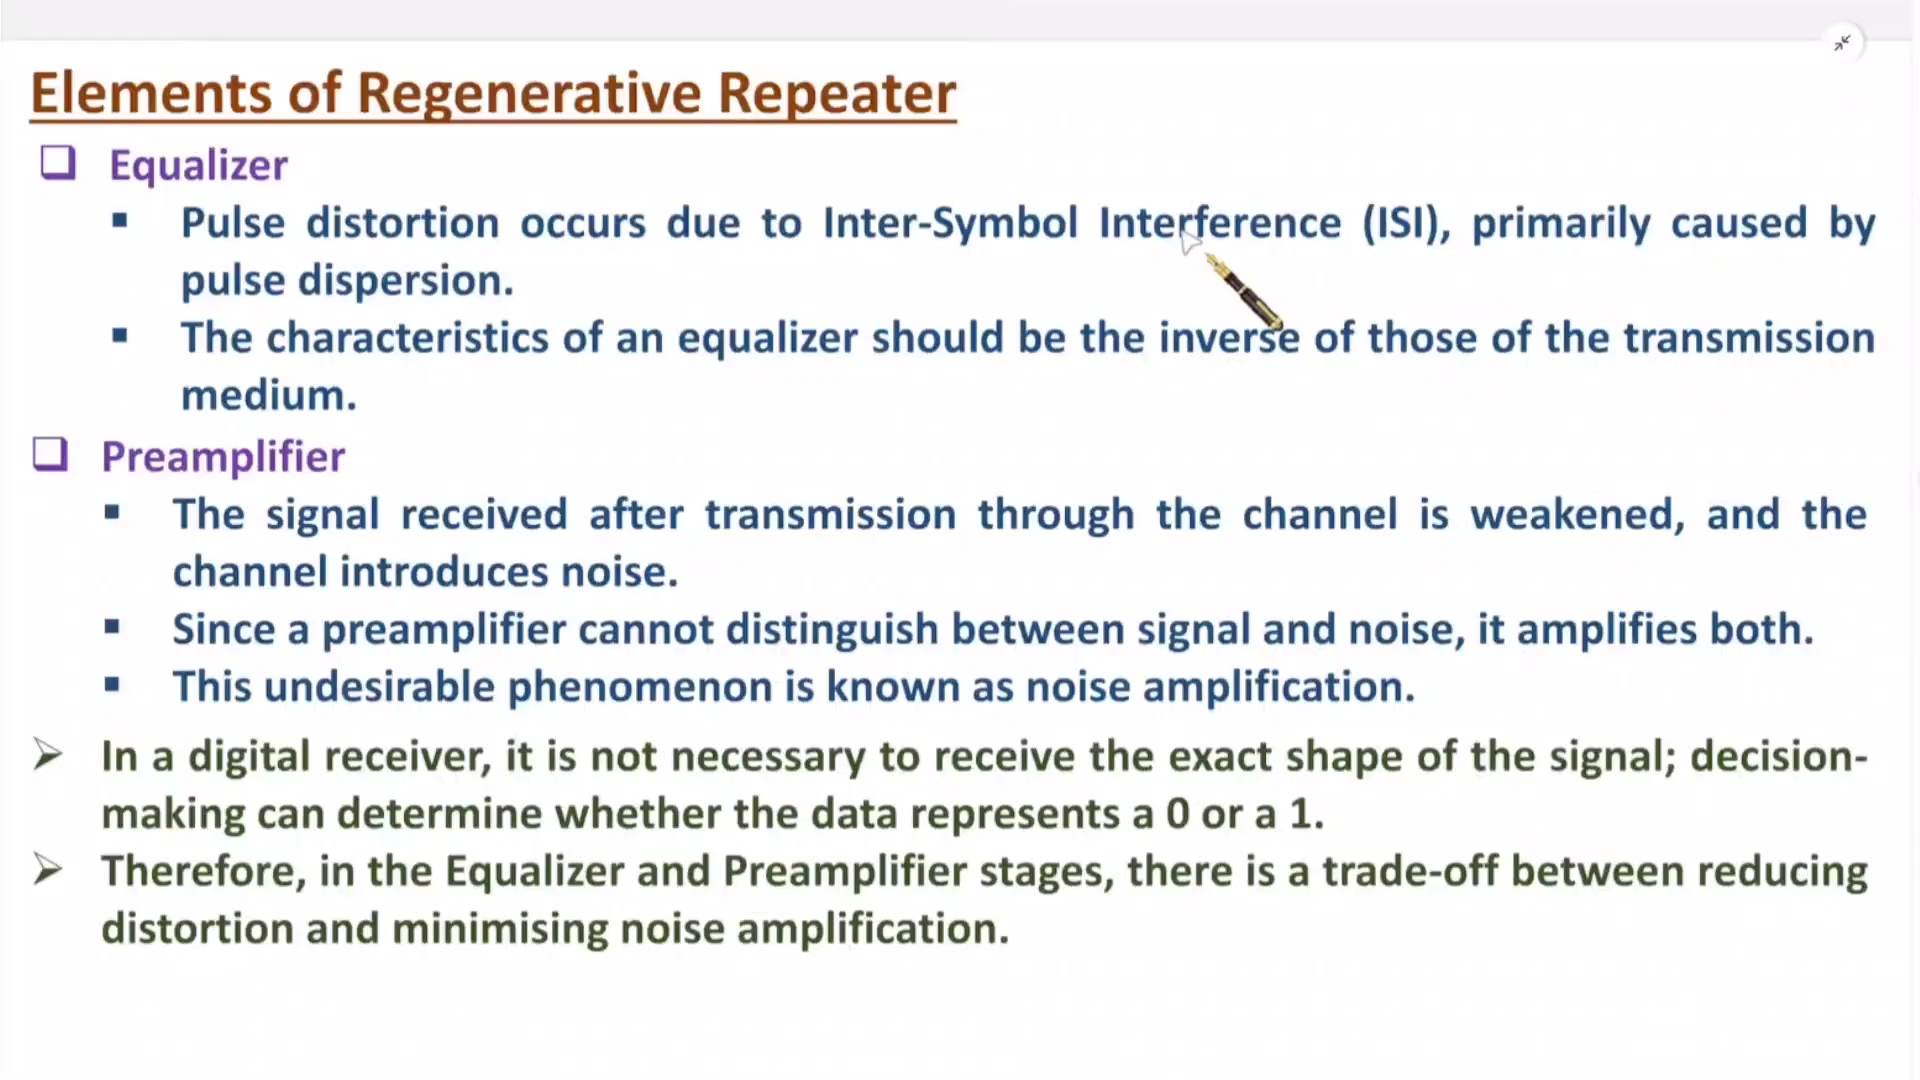 Elements of Regenerative Repeater
Equalizer
Pulse distortion occurs due to Inter-Symbol Interference (ISI), primarily caused by
pulse dispersion.
The characteristics of an equalizer should be the inverse of those of the transmission
medium.
Preamplifier
The signal received after transmission through the channel is weakened, and the
channel introduces noise.
Since a preamplifier cannot distinguish between signal and noise, it amplifies both.
This undesirable phenomenon is known as noise amplification.
In a digital receiver, it is not necessary to receive the exact shape of the signal; decision-
making can determine whether the data represents a 0 or a 1.
Therefore, in the Equalizer and Preamplifier stages, there is a trade-off between reducing
distortion and minimising noise amplification.